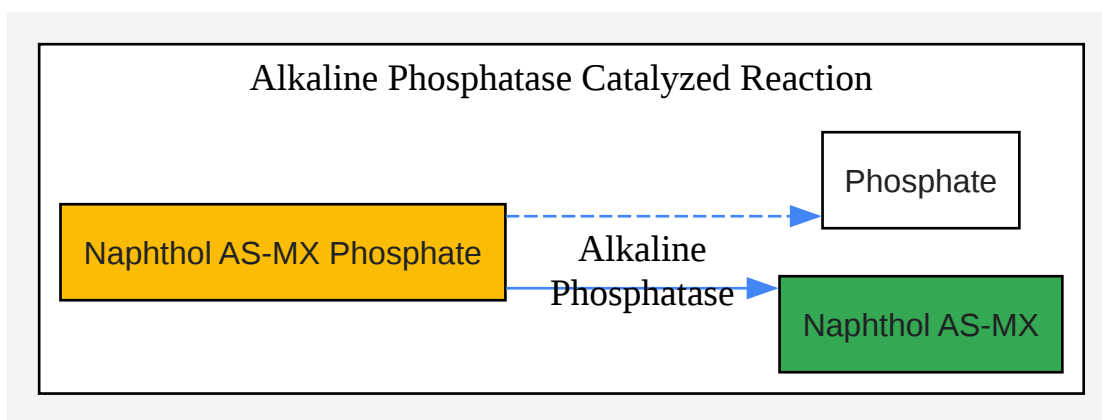 Alkaline Phosphatase Catalyzed Reaction
Phosphate
Naphthol AS-MX Phosphate
Alkaline
Phosphatase
Naphthol AS-MX